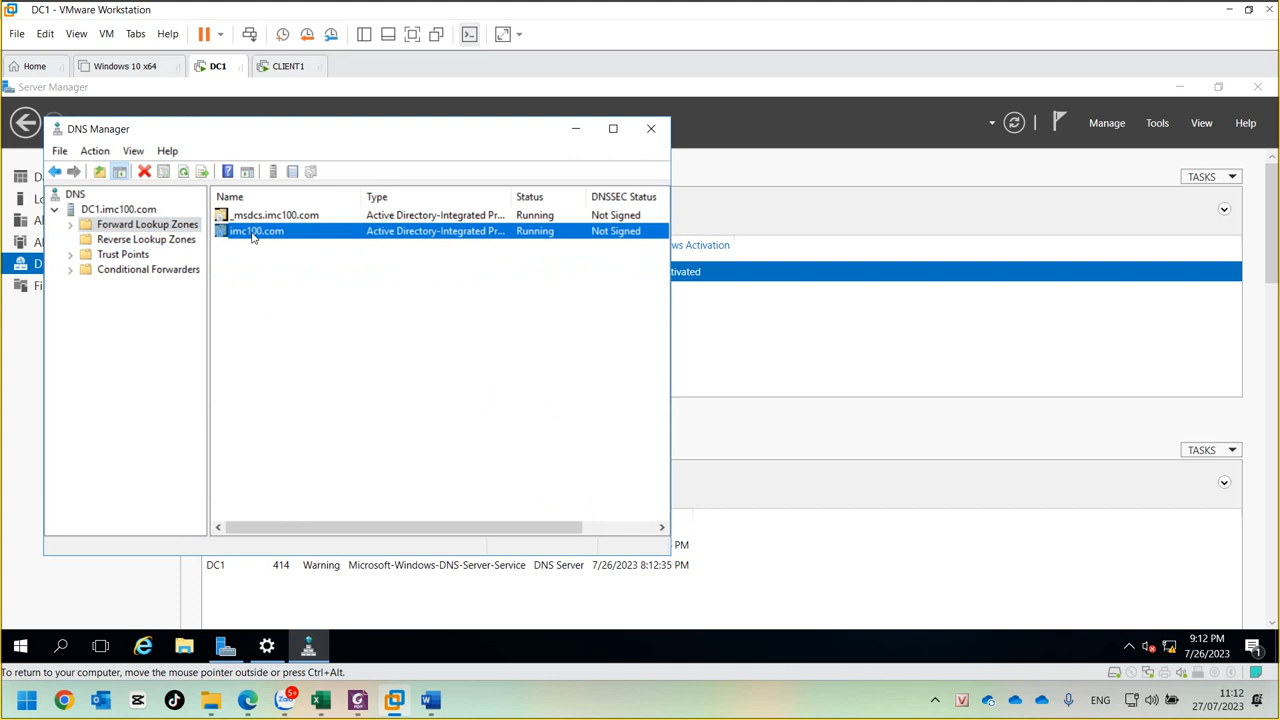 DC1 - VMware Workstation
File Edit View VM Tabs Help
Home Windows 10 x64 DC1 CLIENT1
Server Manager
Manage Tools View Help
DNS Manager
File Action View Help
TASKS
DNS
DC1.imc100.com
Forward Lookup Zones
Reverse Lookup Zones
Trust Points
Conditional Forwarders
Name Type Status DNSSEC Status
_msdcs.imc100.com Active Directory-Integrated Pr... Running Not Signed
imc100.com Active Directory-Integrated Pr... Running Not Signed
ws Activation
tivated
TASKS
PM
DC1 414 Warning Microsoft-Windows-DNS-Server-Service DNS Server 7/26/2023 8:12:35 PM
9:12 PM
7/26/2023
1
To return to your computer, move the mouse pointer outside or press Ctrl+Alt.
5+
Zalo
PDF
ENG
11:12
27/07/2023